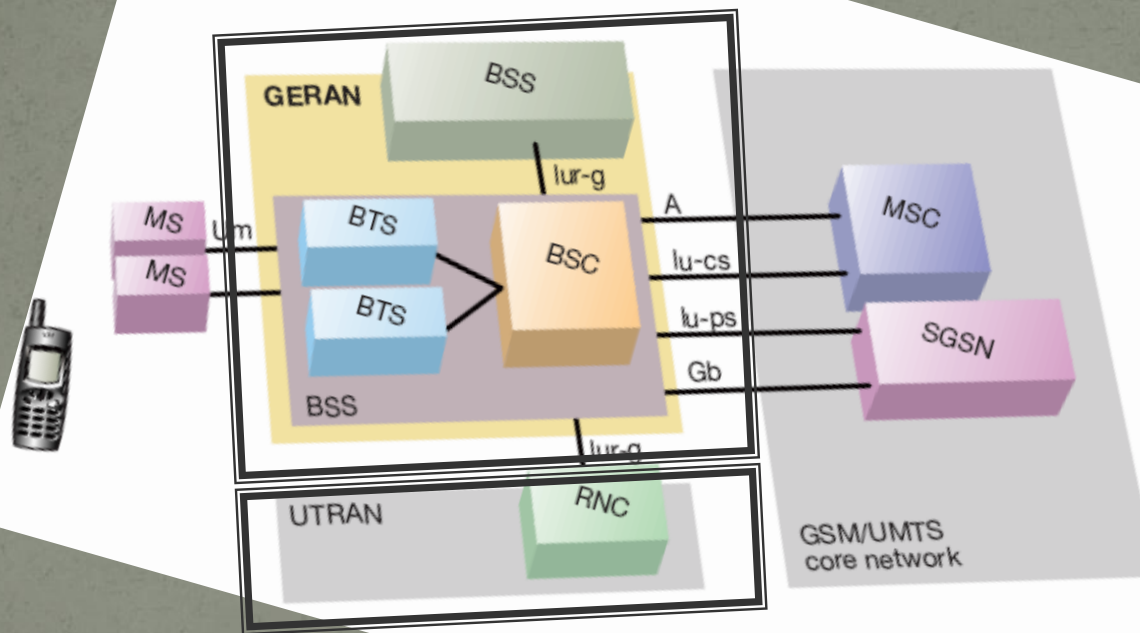 BSS
GERAN
Iur-g
MS
Um
MS
BTS
BTS
BSC
BSS
A
Iu-cs
Iu-ps
Gb
MSC
SGSN
Iur-g
UTRAN
RNC
GSM/UMTS
core network